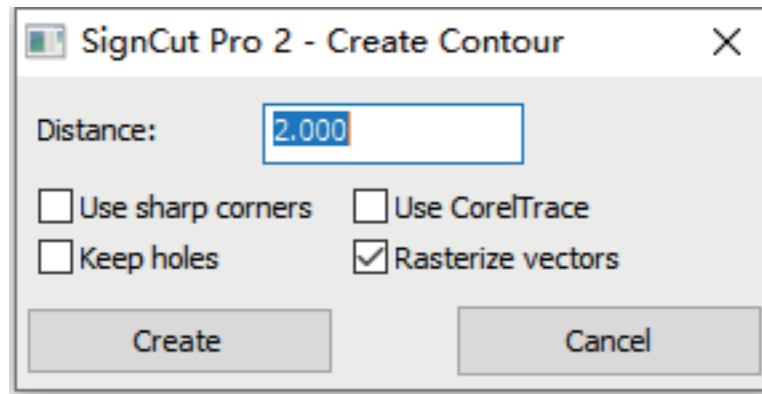 SignCut Pro 2 - Create Contour
Distance: 2.000
Use sharp corners Use CorelTrace
Keep holes Rasterize vectors
Create Cancel